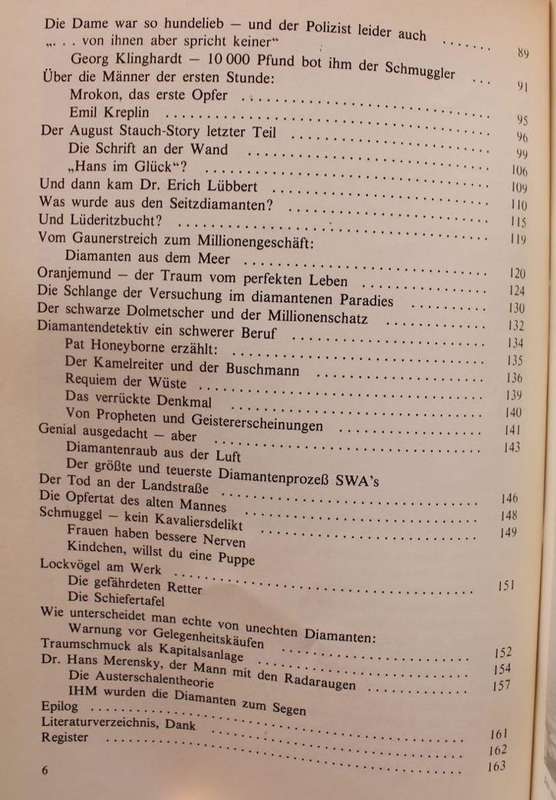 Die Dame war so hundelieb – und der Polizist leider auch ....... 89
„. . . von ihnen aber spricht keiner“
Georg Klinghardt – 10 000 Pfund bot ihm der Schmuggler ... 91
Über die Männer der ersten Stunde:
Mrokon, das erste Opfer ............................ 95
Emil Kreplin ............................ 96
Der August Stauch-Story letzter Teil ............................ 99
Die Schrift an der Wand ............................ 106
„Hans im Glück“? ............................ 109
Und dann kam Dr. Erich Lübbert ............................ 110
Was wurde aus den Seitzdiamanten? ............................ 115
Und Lüderitzbucht? ............................ 119
Vom Gaunerstreich zum Millionengeschäft:
Diamanten aus dem Meer ............................ 120
Oranjemund – der Traum vom perfekten Leben ................ 124
Die Schlange der Versuchung im diamantenen Paradies .......... 130
Der schwarze Dolmetscher und der Millionenschatz ............. 132
Diamantendetektiv ein schwerer Beruf ............................ 134
Pat Honeyborne erzählt: ............................ 135
Der Kamelreiter und der Buschmann ...................... 136
Requiem der Wüste ............................ 139
Das verrückte Denkmal ............................ 140
Von Propheten und Geistererscheinungen .................... 141
Genial ausgedacht – aber ............................ 143
Diamantenraub aus der Luft
Der größte und teuerste Diamantenprozeß SWA's
Der Tod an der Landstraße ............................ 146
Die Opfertat des alten Mannes ............................ 148
Schmuggel – kein Kavaliersdelikt ............................ 149
Frauen haben bessere Nerven
Kindchen, willst du eine Puppe
Lockvögel am Werk ............................ 151
Die gefährdeten Retter
Die Schiefertafel
Wie unterscheidet man echte von unechten Diamanten:
Warnung vor Gelegenheitskäufen ........................ 152
Traumschmuck als Kapitalsanlage ............................ 154
Dr. Hans Merensky, der Mann mit den Radaraugen ............. 157
Die Austerschalentheorie
IHM wurden die Diamanten zum Segen
Epilog ............................ 161
Literaturverzeichnis, Dank ............................ 162
Register ............................ 163
6